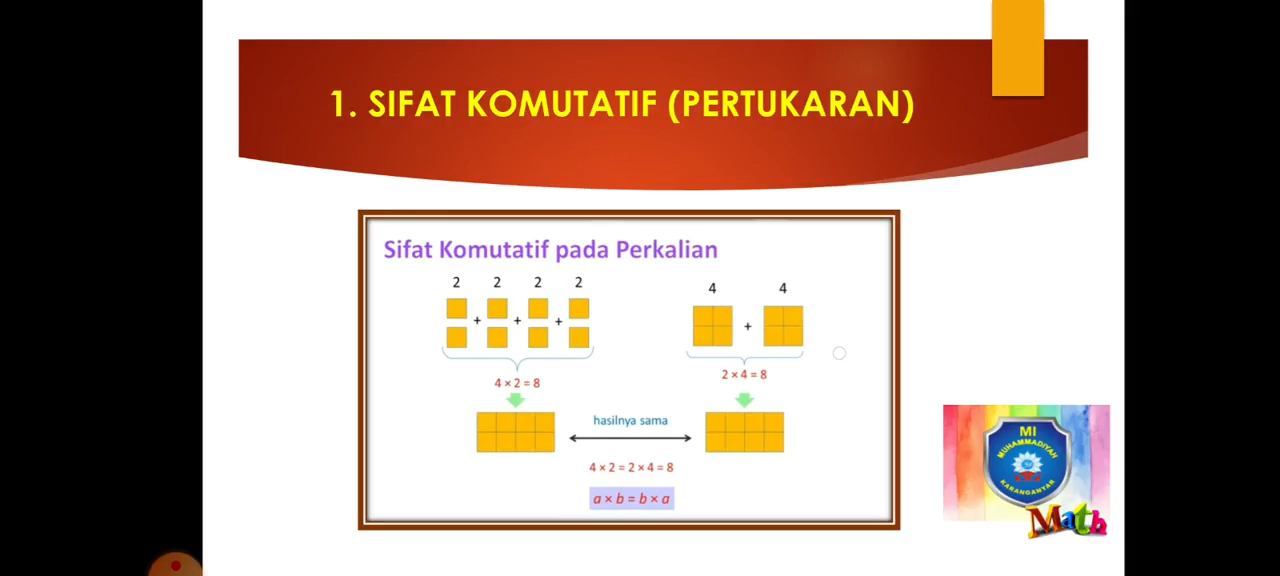 1. SIFAT KOMUTATIF (PERTUKARAN)
Sifat Komutatif pada Perkalian
2 2 2 2
+ + +
4 × 2 = 8
4 4
+
2 × 4 = 8
hasilnya sama
4 × 2 = 2 × 4 = 8
a × b = b × a
MI
MUHAMMADIYAH
KARANGANYAR
Math